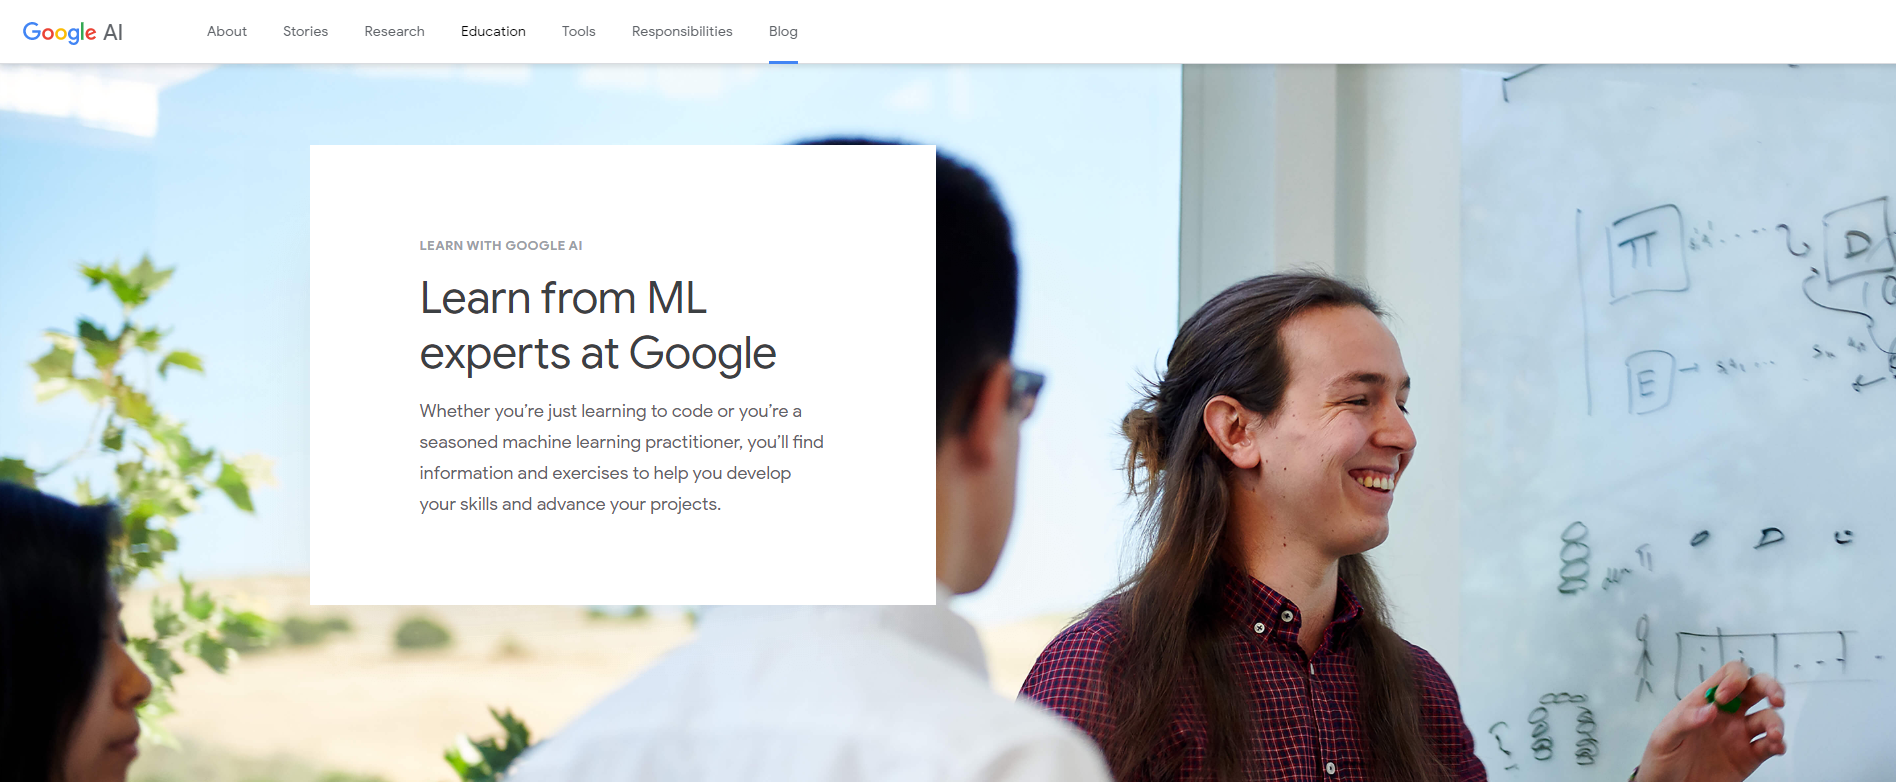 Google AI
About
Stories
Research
Education
Tools
Responsibilities
Blog
LEARN WITH GOOGLE AI
Learn from ML
experts at Google
Whether you’re just learning to code or you’re a
seasoned machine learning practitioner, you’ll find
information and exercises to help you develop
your skills and advance your projects.
π
D
E